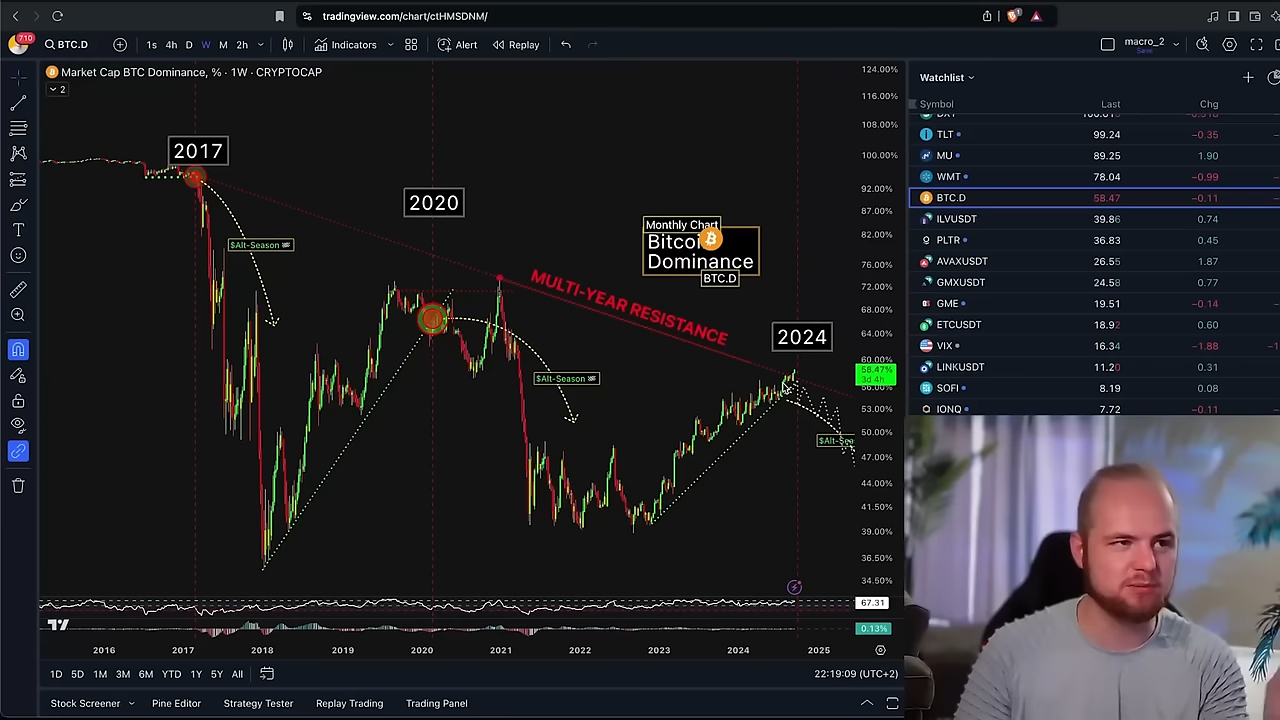 tradingview.com/chart/ctHMSDNM/
710
BTC.D
1s 4h D W M 2h
Indicators
Alert
Replay
macro_2
Save
Market Cap BTC Dominance, % · 1W · CRYPTOCAP
2
2017
2020
2024
$Alt-Season
$Alt-Season
$Alt-Sea
Monthly Chart
Bitcoi
Dominance
BTC.D
MULTI-YEAR RESISTANCE
124.00%
116.00%
108.00%
100.00%
92.00%
87.00%
82.00%
76.00%
72.00%
68.00%
64.00%
60.00%
58.47%
3d 4h
56.00%
53.00%
50.00%
47.00%
44.00%
41.50%
39.00%
36.50%
34.50%
67.31
0.13%
2016 2017 2018 2019 2020 2021 2022 2023 2024 2025
1D 5D 1M 3M 6M YTD 1Y 5Y All
22:19:09 (UTC+2)
Stock Screener Pine Editor Strategy Tester Replay Trading Trading Panel
Watchlist
Symbol Last Chg
TLT 99.24 −0.35
MU 89.25 1.90
WMT 78.04 −0.99
BTC.D 58.47 −0.11
ILVUSDT 39.86 0.74
PLTR 36.83 0.45
AVAXUSDT 26.55 1.87
GMXUSDT 24.58 0.77
GME 19.51 −0.14
ETCUSDT 18.92 0.60
VIX 16.34 −1.88
LINKUSDT 11.20 0.31
SOFI 8.19 0.08
IONQ 7.72 −0.11